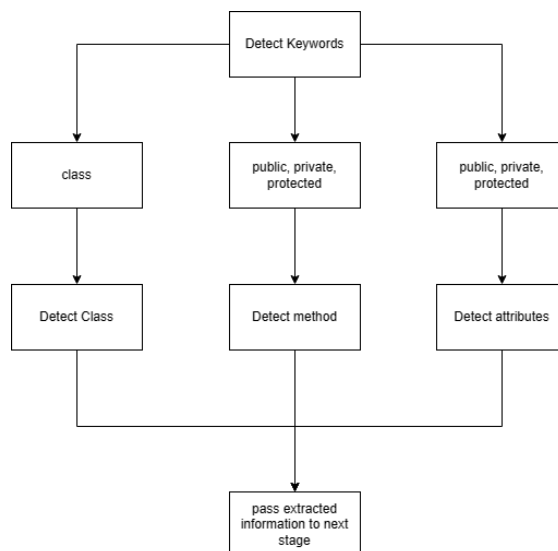 Detect Keywords
class
public, private,
protected
public, private,
protected
Detect Class
Detect method
Detect attributes
pass extracted
information to next
stage